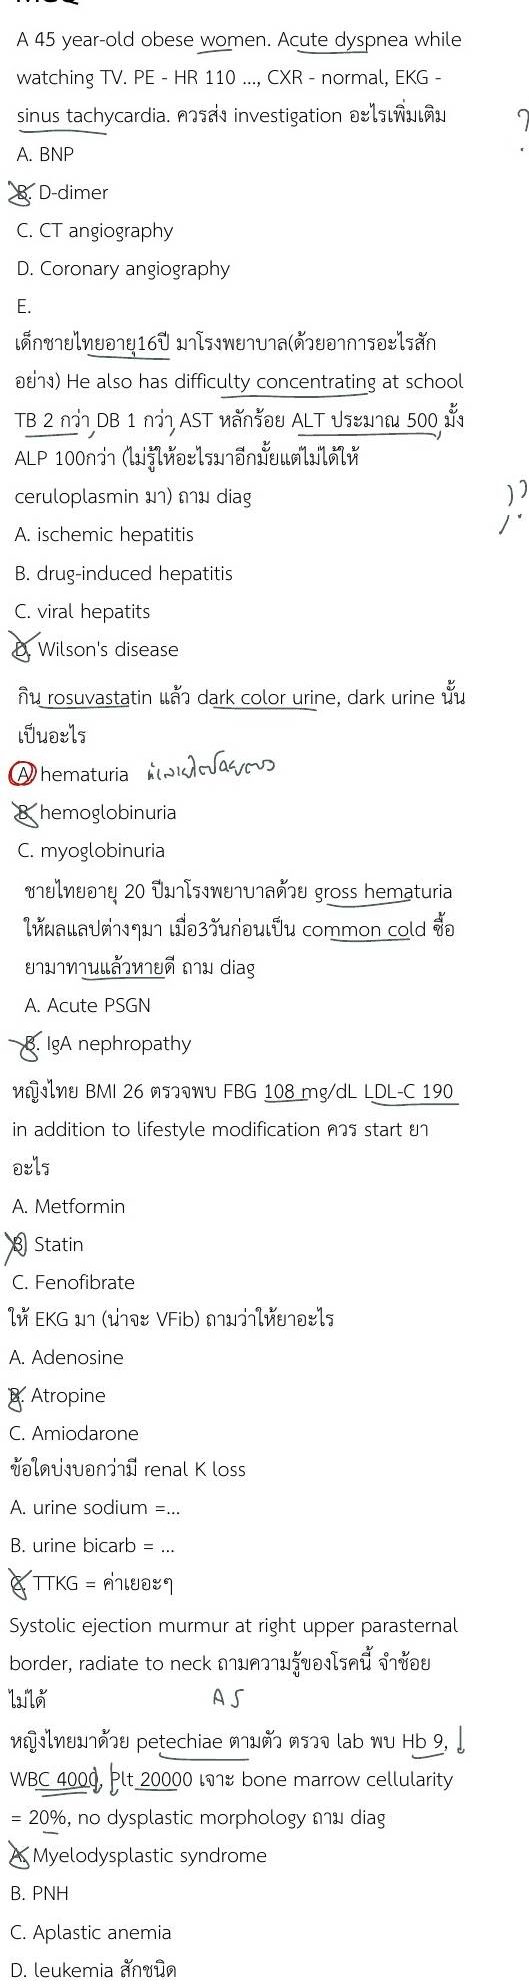 A 45 year-old obese women. Acute dyspnea while
watching TV. PE - HR 110 ..., CXR - normal, EKG -
sinus tachycardia. ควรส่ง investigation อะไรเพิ่มเติม
?
A. BNP
B. D-dimer
C. CT angiography
D. Coronary angiography
E.
เด็กชายไทยอายุ16ปี มาโรงพยาบาล(ด้วยอาการอะไรสัก
อย่าง) He also has difficulty concentrating at school
TB 2 กว่า DB 1 กว่า AST หลักร้อย ALT ประมาณ 500 มั้ง
ALP 100กว่า (ไม่รู้ให้อะไรมาอีกมั้ยแต่ไม่ได้ให้
ceruloplasmin มา) ถาม diag
??
A. ischemic hepatitis
B. drug-induced hepatitis
C. viral hepatits
D. Wilson's disease
กิน rosuvastatin แล้ว dark color urine, dark urine นั้น
เป็นอะไร
A hematuria
B. hemoglobinuria
C. myoglobinuria
ชายไทยอายุ 20 ปีมาโรงพยาบาลด้วย gross hematuria
ให้ผลแลปต่างๆมา เมื่อ3วันก่อนเป็น common cold ซื้อ
ยามาทานแล้วหายดี ถาม diag
A. Acute PSGN
B. IgA nephropathy
หญิงไทย BMI 26 ตรวจพบ FBG 108 mg/dL LDL-C 190
in addition to lifestyle modification ควร start ยา
อะไร
A. Metformin
B. Statin
C. Fenofibrate
ให้ EKG มา (น่าจะ VFib) ถามว่าให้ยาอะไร
A. Adenosine
B. Atropine
C. Amiodarone
ข้อใดบ่งบอกว่ามี renal K loss
A. urine sodium =...
B. urine bicarb = ...
C. TTKG = ค่าเยอะๆ
Systolic ejection murmur at right upper parasternal
border, radiate to neck ถามความรู้ของโรคนี้ จำช้อย
ไม่ได้ AS
หญิงไทยมาด้วย petechiae ตามตัว ตรวจ lab พบ Hb 9, ↓
WBC 4000↓, ↓Plt 20000 เจาะ bone marrow cellularity
= 20%, no dysplastic morphology ถาม diag
A. Myelodysplastic syndrome
B. PNH
C. Aplastic anemia
D. leukemia สักชนิด